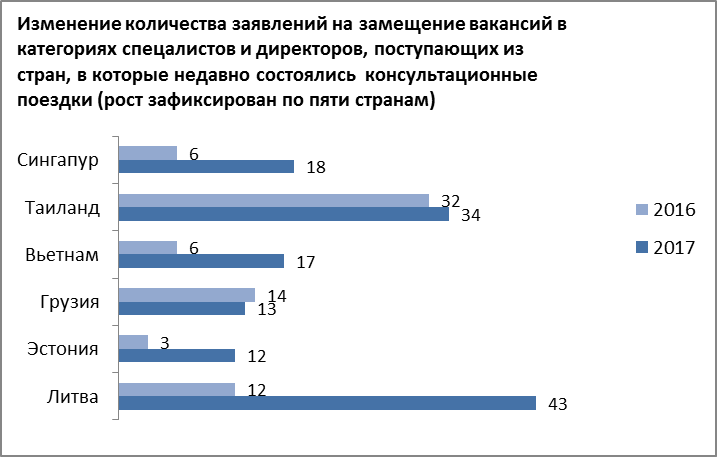 Изменение количества заявлений на замещение вакансий в
категориях спецалистов и директоров, поступающих из
стран, в которые недавно состоялись консультационные
поездки (рост зафиксирован по пяти странам)
Сингапур 6
18
Таиланд 32
34
Вьетнам 6
17
Грузия 14
13
Эстония 3
12
Литва 12
43
2016
2017